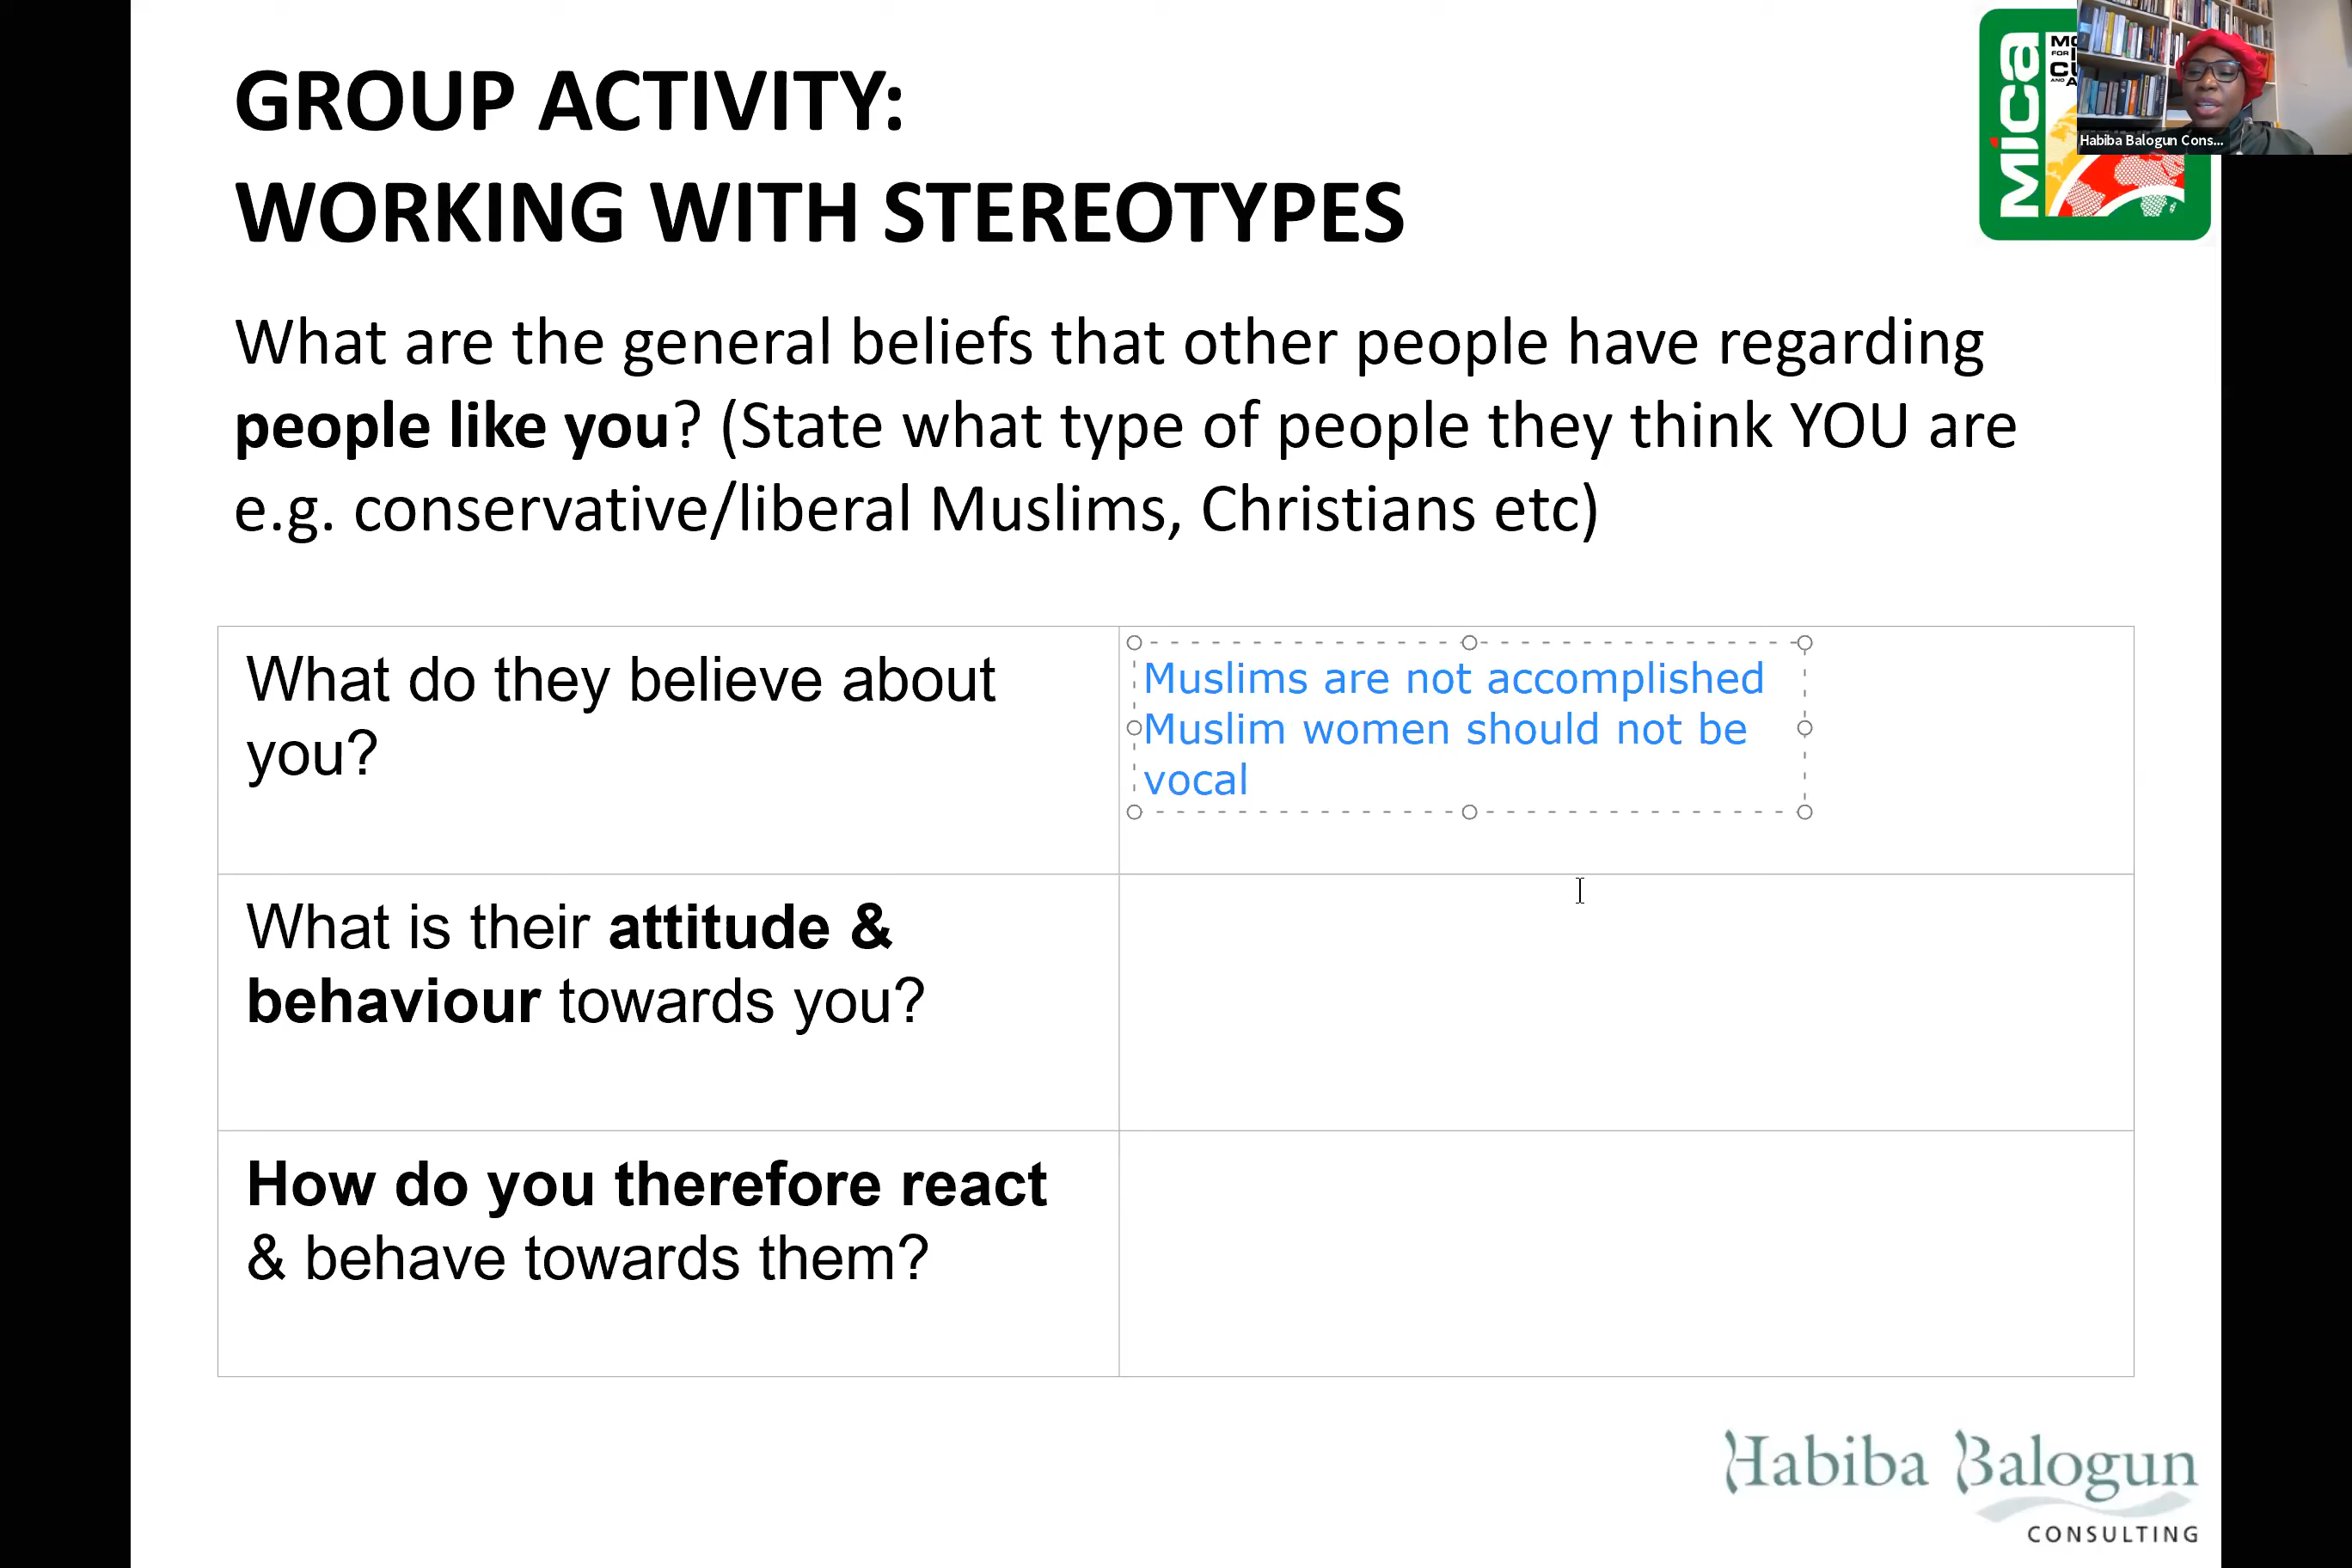 GROUP ACTIVITY:
WORKING WITH STEREOTYPES
mica
Habiba Balogun Cons...
What are the general beliefs that other people have regarding
people like you? (State what type of people they think YOU are
e.g. conservative/liberal Muslims, Christians etc)
What do they believe about
you?
Muslims are not accomplished
Muslim women should not be
vocal
What is their attitude &
behaviour towards you?
How do you therefore react
& behave towards them?
Habiba Balogun
CONSULTING